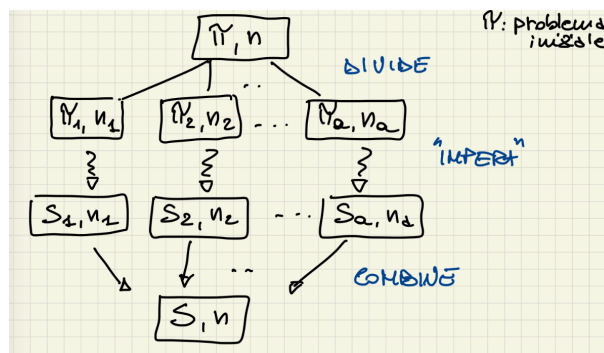 π, n
π: problema
iniziale
DIVIDE
π1, n1 π2, n2 ... πa, na
"IMPERA"
S1, n1 S2, n2 ... Sa, na
COMBINE
S, n